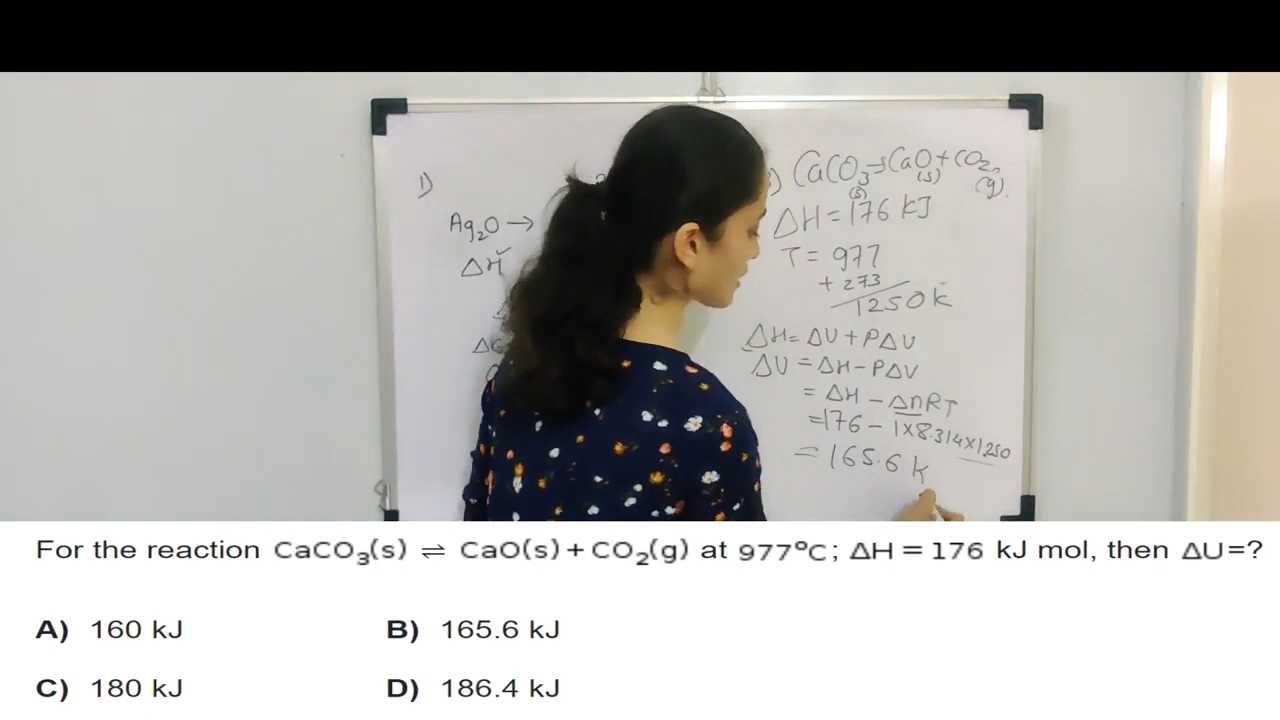 1)
Ag₂O →
ΔH
) CaCO₃(s) → CaO(s) + CO₂(g).
ΔH = 176 kJ
T = 977
+ 273
1250 K
ΔH = ΔU + PΔU
ΔU = ΔH - PΔV
= ΔH - ΔnRT
= 176 - 1×8.314×1250
= 165.6 k
For the reaction CaCO₃(s) ⇌ CaO(s) + CO₂(g) at 977°C; ΔH = 176 kJ mol, then ΔU=?
A) 160 kJ
B) 165.6 kJ
C) 180 kJ
D) 186.4 kJ